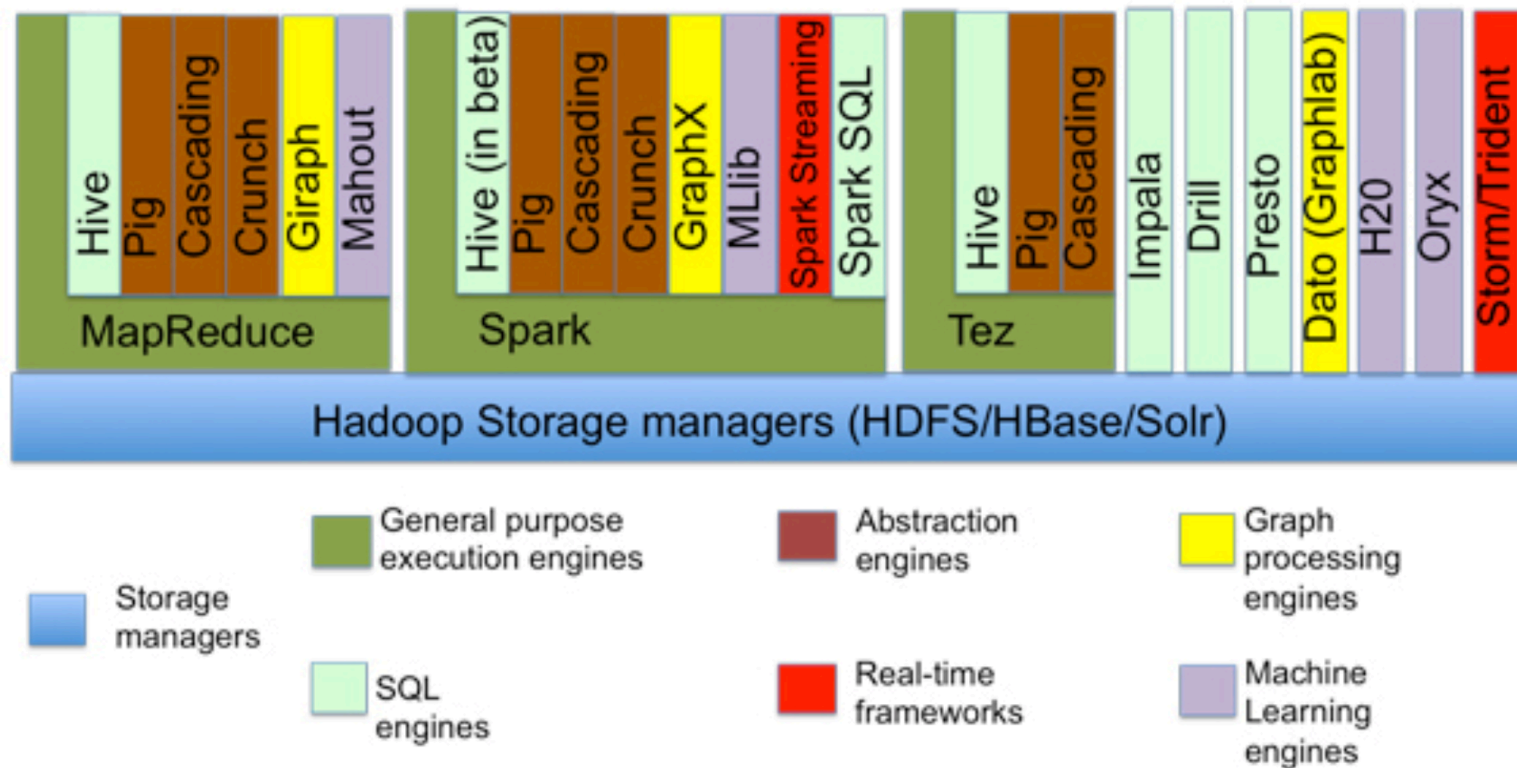 Hive
Pig
Cascading
Crunch
Giraph
Mahout
MapReduce
Hive (in beta)
Pig
Cascading
Crunch
GraphX
MLlib
Spark Streaming
Spark SQL
Spark
Hive
Pig
Cascading
Tez
Impala
Drill
Presto
Dato (Graphlab)
H20
Oryx
Storm/Trident
Hadoop Storage managers (HDFS/HBase/Solr)
Storage
managers
General purpose
execution engines
SQL
engines
Abstraction
engines
Real-time
frameworks
Graph
processing
engines
Machine
Learning
engines